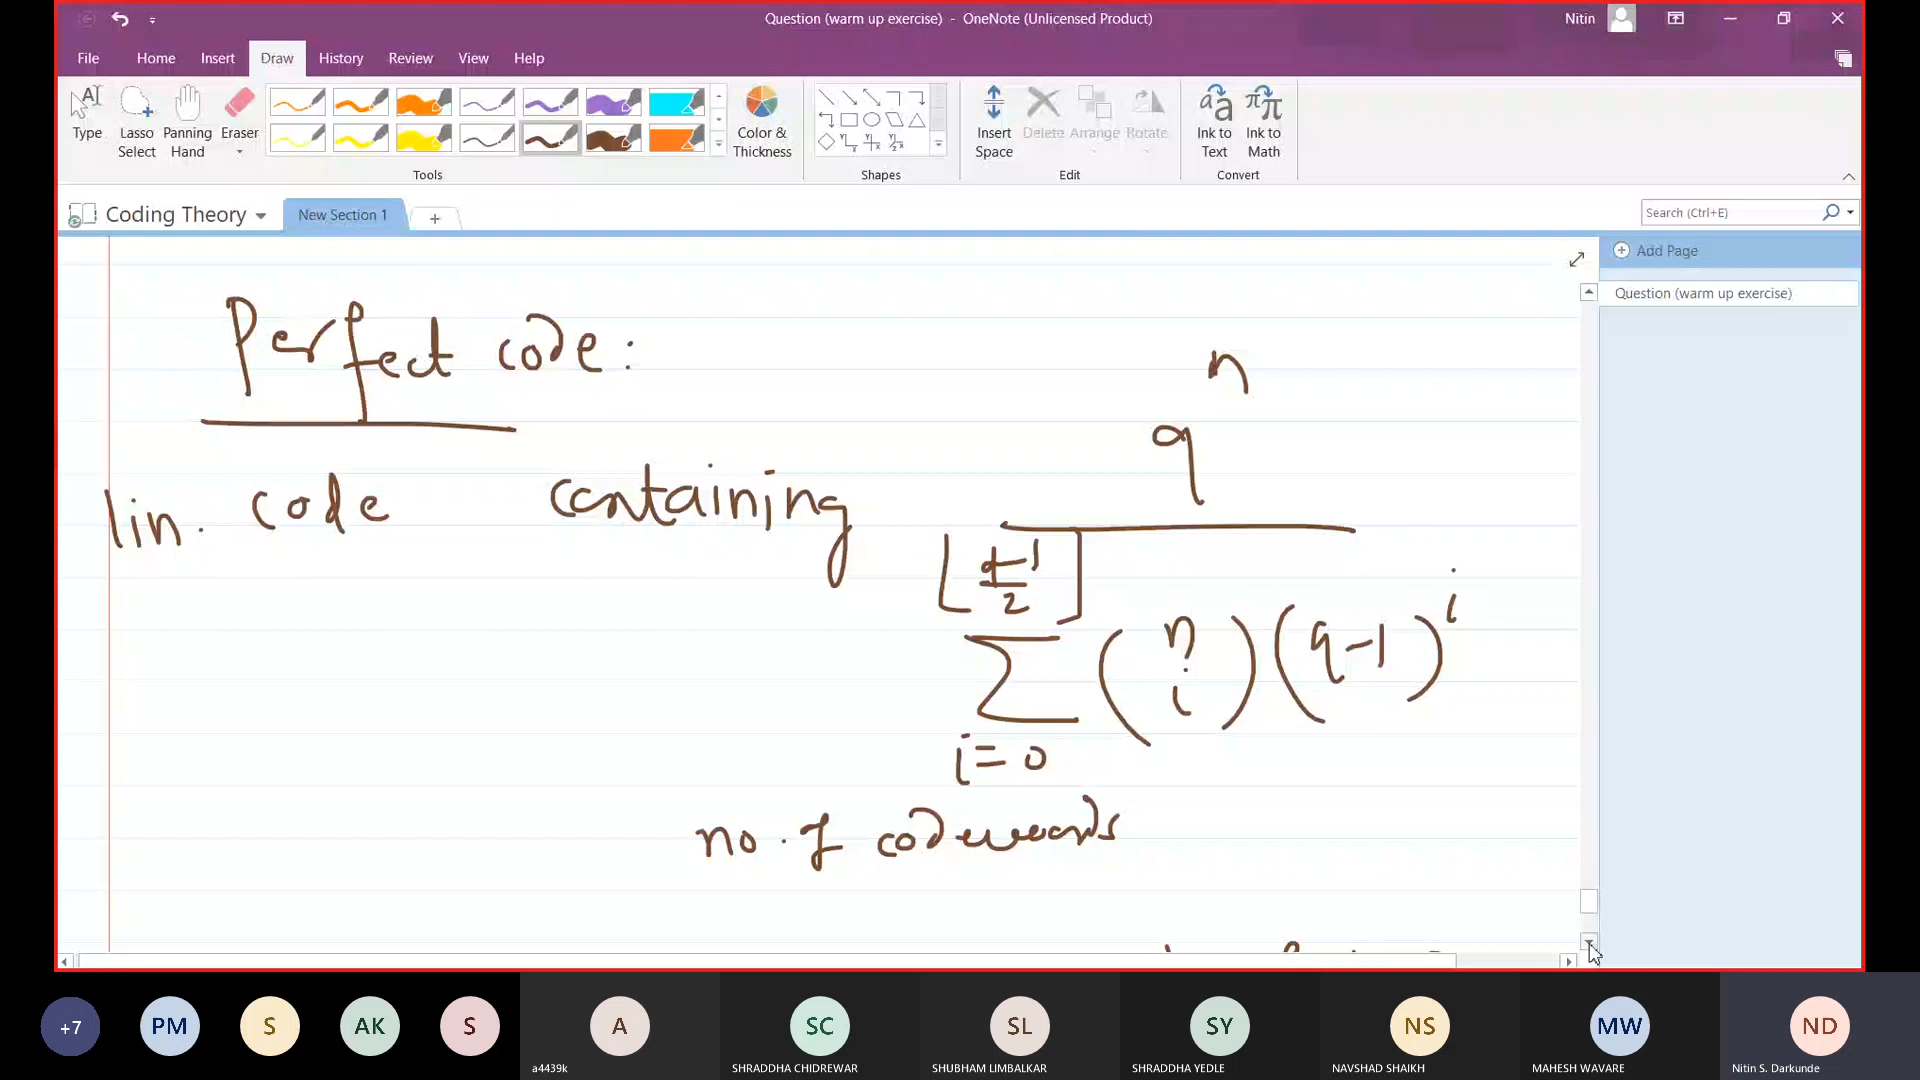 Question (warm up exercise) - OneNote (Unlicensed Product)
Nitin
File Home Insert Draw History Review View Help
Type
Lasso Select
Panning Hand
Eraser
Color & Thickness
Insert Space
Delete
Arrange
Rotate
Ink to Text
Ink to Math
Tools Shapes Edit Convert
Coding Theory
New Section 1
+
Search (Ctrl+E)
Add Page
Question (warm up exercise)
Perfect code:
lin. code containing
q^n
⌊(d-1)/2⌋
∑ (n i) (q-1)^i
i=0
no. of codewords
+7 PM S AK S A SC SL SY NS MW ND
a4439k
SHRADDHA CHIDREWAR
SHUBHAM LIMBALKAR
SHRADDHA YEDLE
NAVSHAD SHAIKH
MAHESH WAVARE
Nitin S. Darkunde